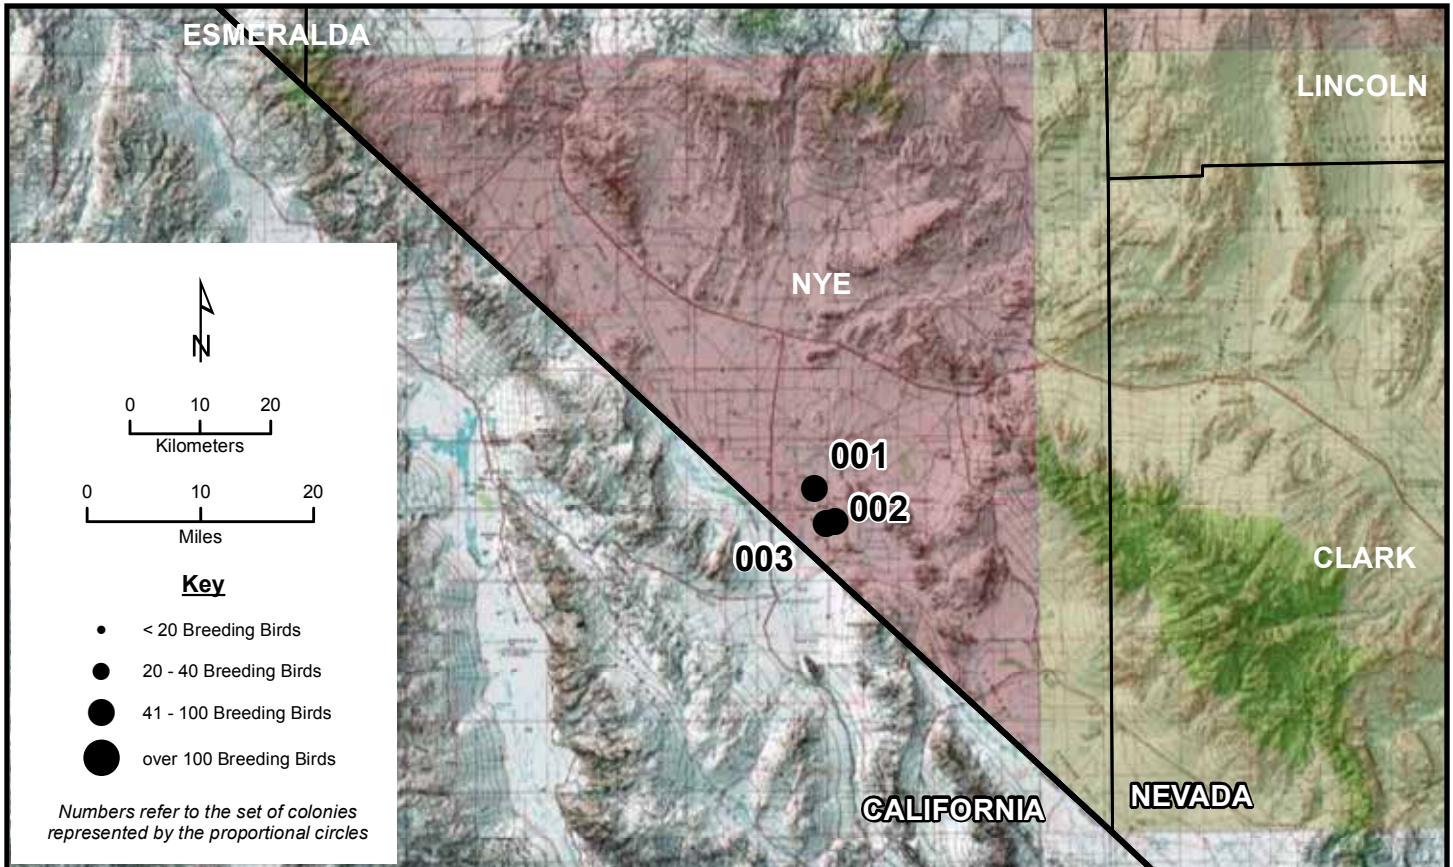 ESMERALDA
LINCOLN
NYE
N
0 10 20
Kilometers
0 10 20
Miles
Key
< 20 Breeding Birds
20 - 40 Breeding Birds
41 - 100 Breeding Birds
over 100 Breeding Birds
Numbers refer to the set of colonies
represented by the proportional circles
001
002
003
CLARK
CALIFORNIA
NEVADA